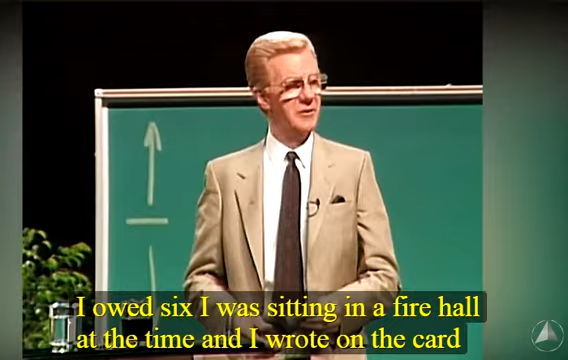 I owed six I was sitting in a fire hall
at the time and I wrote on the card